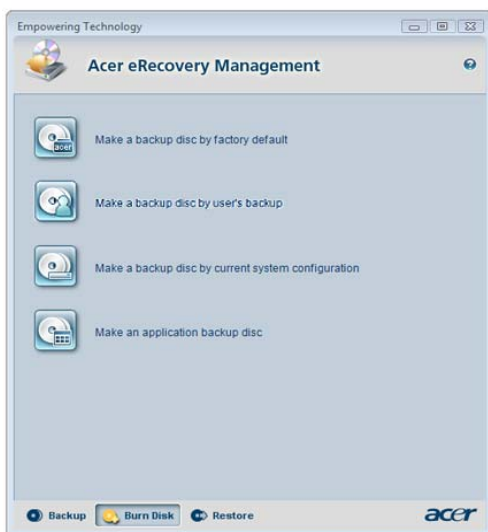 Empowering Technology
Acer eRecovery Management
acer
Make a backup disc by factory default
Make a backup disc by user's backup
Make a backup disc by current system configuration
Make an application backup disc
Backup Burn Disk Restore acer